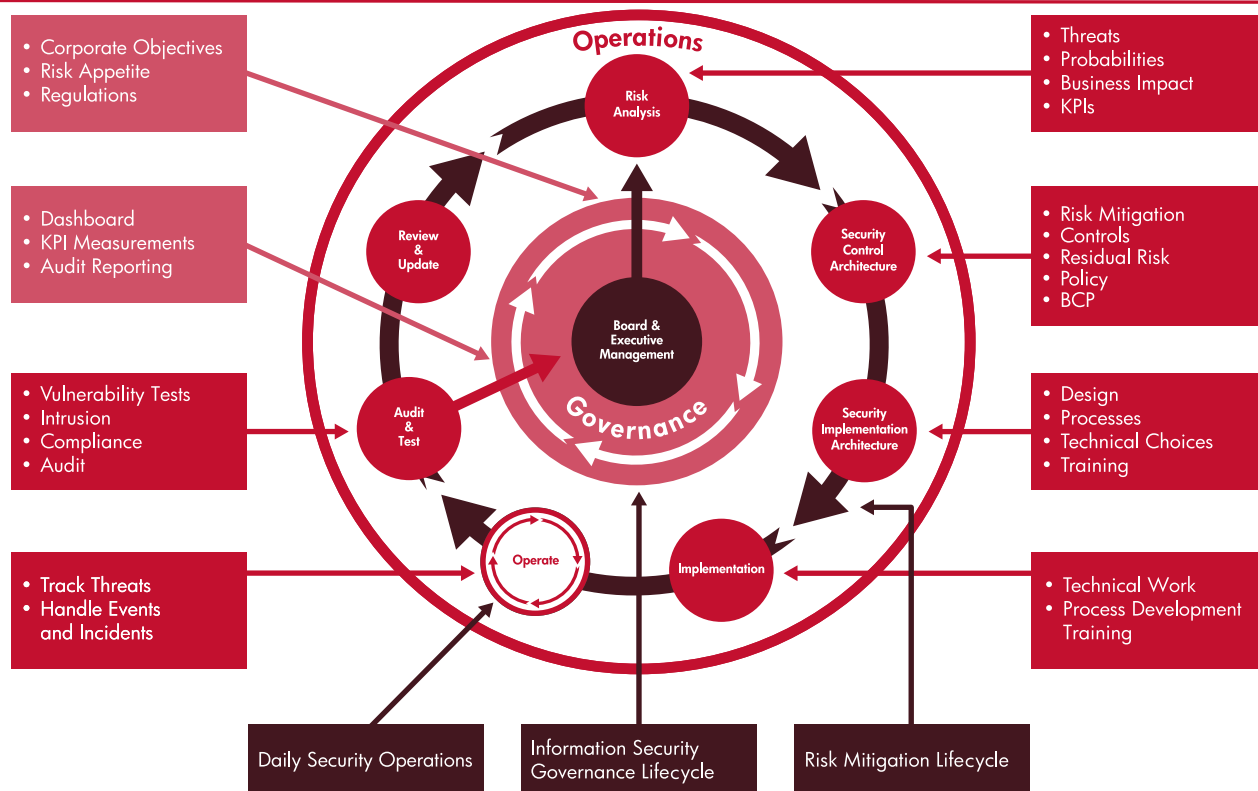 • Corporate Objectives
• Risk Appetite
• Regulations
• Dashboard
• KPI Measurements
• Audit Reporting
• Vulnerability Tests
• Intrusion
• Compliance
• Audit
• Track Threats
• Handle Events
and Incidents
Operations
Risk
Analysis
Security
Control
Architecture
Security
Implementation
Architecture
Implementation
Operate
Audit
&
Test
Review
&
Update
Board &
Executive
Management
Governance
• Threats
• Probabilities
• Business Impact
• KPIs
• Risk Mitigation
• Controls
• Residual Risk
• Policy
• BCP
• Design
• Processes
• Technical Choices
• Training
• Technical Work
• Process Development
Training
Daily Security Operations
Information Security
Governance Lifecycle
Risk Mitigation Lifecycle